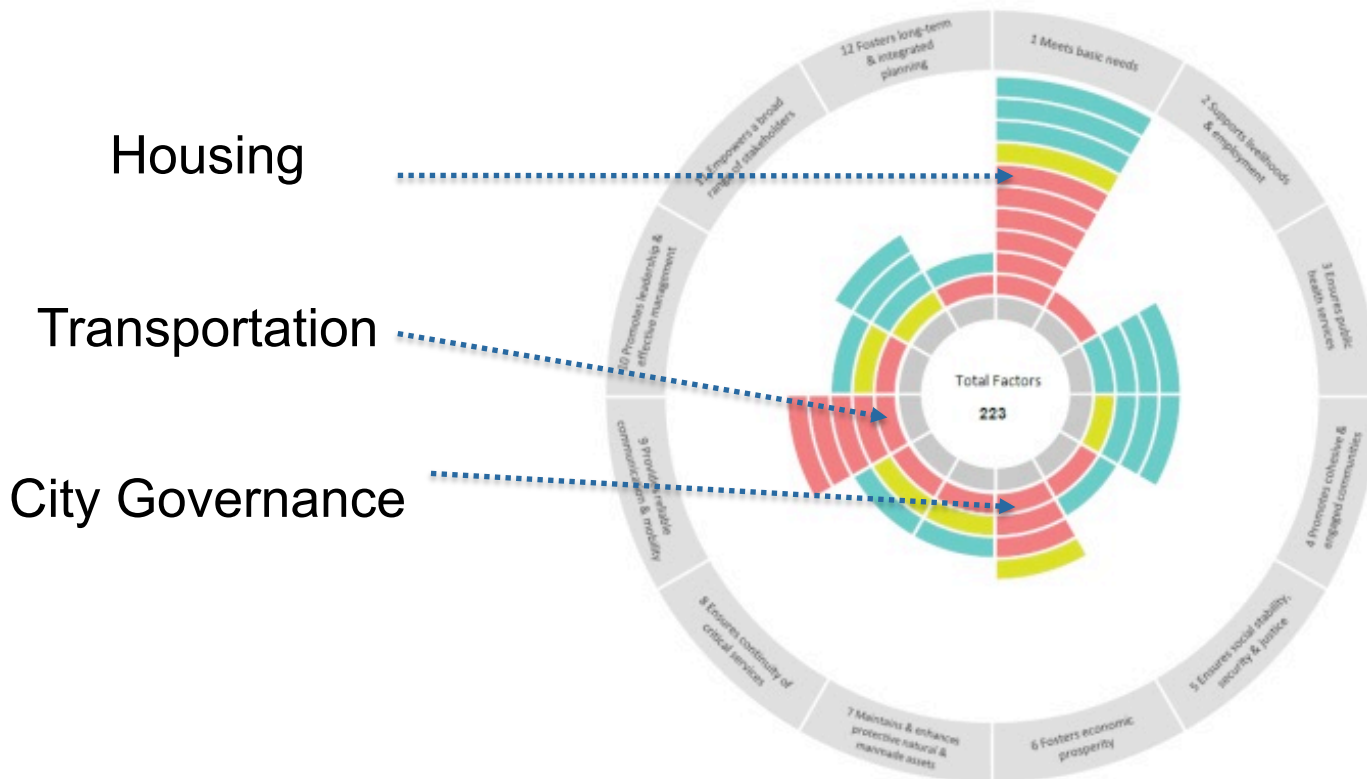 Housing
Transportation
City Governance
Total Factors
223
1 Meets basic needs
2 Supports livelihoods
& employment
3 Ensures public
health services
4 Promotes cohesive &
engaged communities
5 Ensures social stability,
security & justice
6 Fosters economic
prosperity
7 Maintains & enhances
protective natural &
manmade assets
8 Ensures continuity of
critical services
9 Provides reliable
communication & mobility
10 Promotes leadership &
effective management
11 Empowers a broad
range of stakeholders
12 Fosters long-term
& integrated
planning